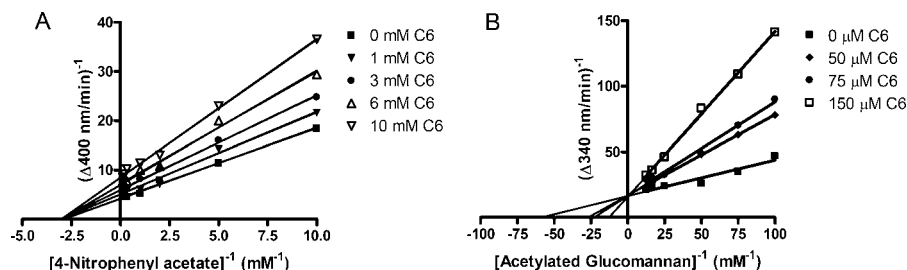 A
40
30
20
10
(Δ400 nm/min)⁻¹
-5.0
-2.5
0.0
2.5
5.0
7.5
10.0
[4-Nitrophenyl acetate]⁻¹ (mM⁻¹)
0 mM C6
1 mM C6
3 mM C6
6 mM C6
10 mM C6
B
150
100
50
(Δ340 nm/min)⁻¹
-100
-75
-50
-25
0
25
50
75
100
[Acetylated Glucomannan]⁻¹ (mM⁻¹)
0 μM C6
50 μM C6
75 μM C6
150 μM C6